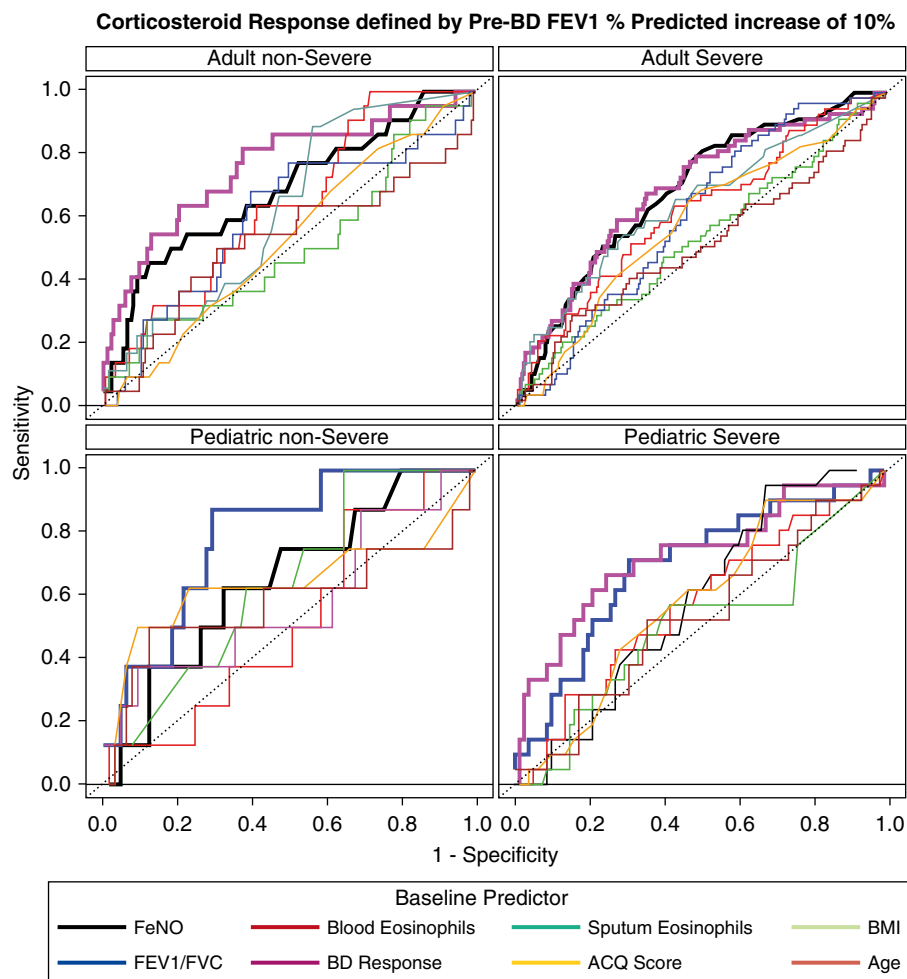 Corticosteroid Response defined by Pre-BD FEV1 % Predicted increase of 10%
Adult non-Severe
Adult Severe
1.0
0.8
0.6
0.4
0.2
0.0
Pediatric non-Severe
Pediatric Severe
1.0
0.8
0.6
0.4
0.2
0.0
Sensitivity
0.0 0.2 0.4 0.6 0.8 1.0
0.0 0.2 0.4 0.6 0.8 1.0
1 - Specificity
Baseline Predictor
FeNO Blood Eosinophils Sputum Eosinophils BMI
FEV1/FVC BD Response ACQ Score Age